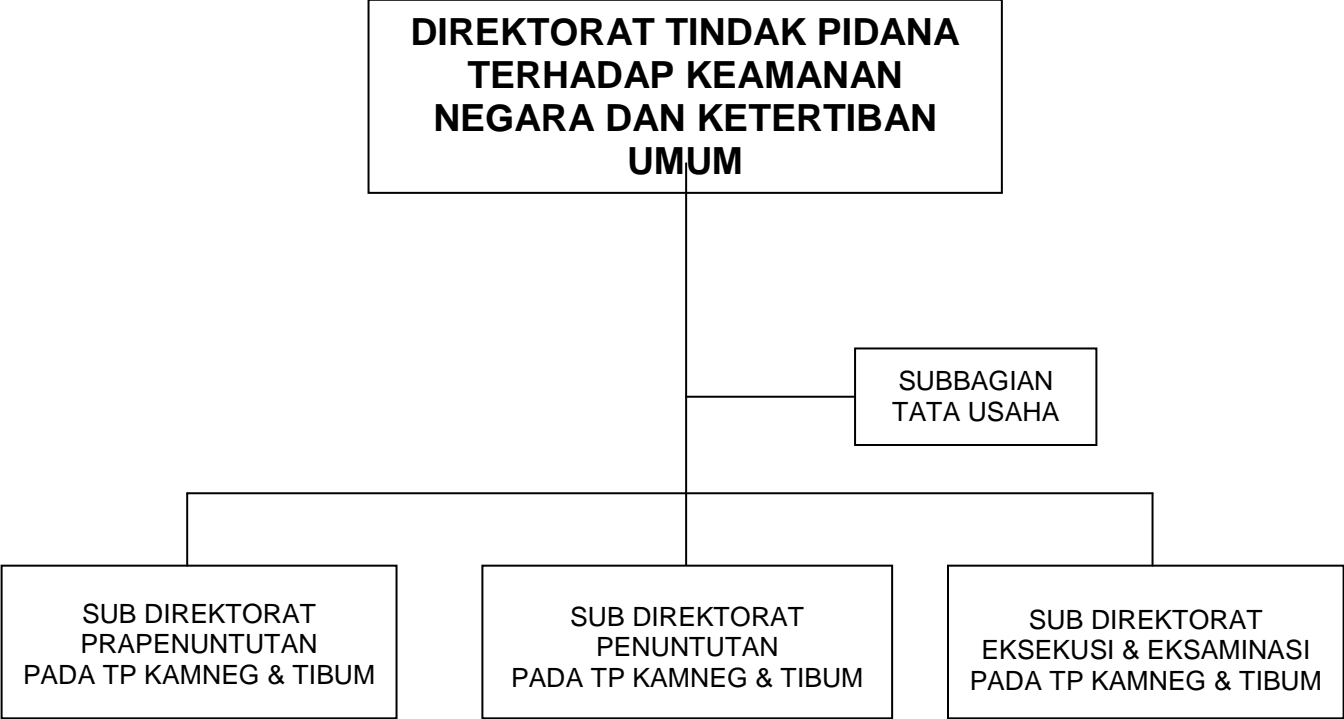 DIREKTORAT TINDAK PIDANA
TERHADAP KEAMANAN
NEGARA DAN KETERTIBAN
UMUM
SUBBAGIAN
TATA USAHA
SUB DIREKTORAT
PRAPENUNTUTAN
PADA TP KAMNEG & TIBUM
SUB DIREKTORAT
PENUNTUTAN
PADA TP KAMNEG & TIBUM
SUB DIREKTORAT
EKSEKUSI & EKSAMINASI
PADA TP KAMNEG & TIBUM